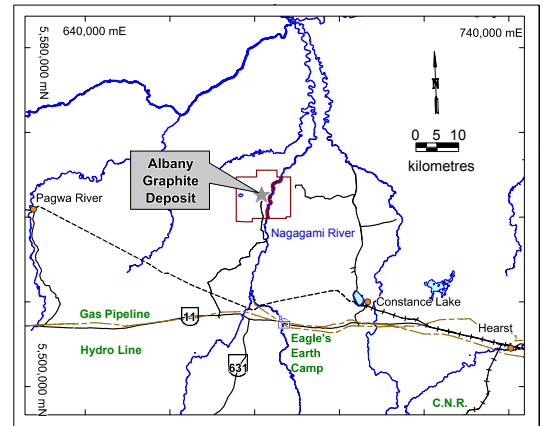 640,000 mE
740,000 mE
5,580,000 mN
N
0 5 10
kilometres
Albany
Graphite
Deposit
Pagwa River
Nagagami River
Constance Lake
Gas Pipeline
11
Hearst
Hydro Line
Eagle's
Earth
Camp
631
5,500,000 mN
C.N.R.